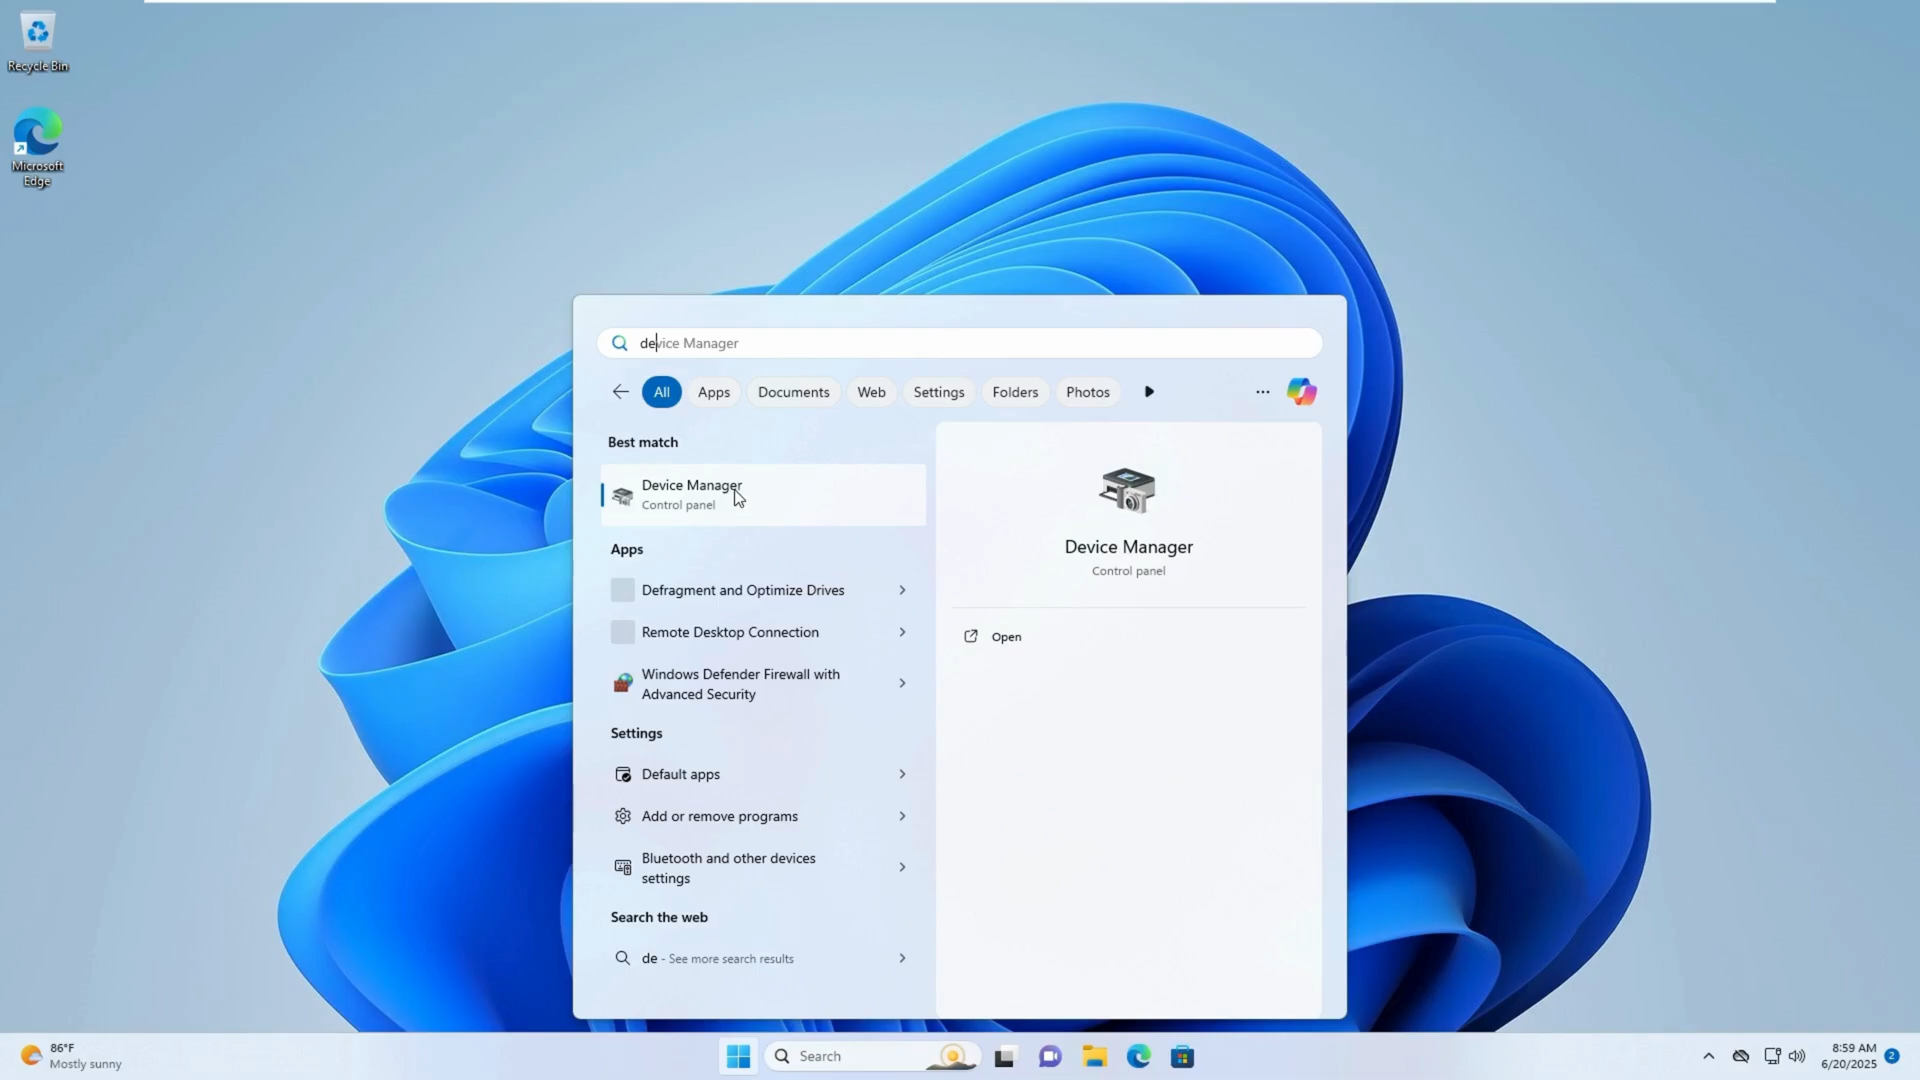 Recycle Bin
Microsoft
Edge
device Manager
All
Apps
Documents
Web
Settings
Folders
Photos
Best match
Device Manager
Control panel
Apps
Defragment and Optimize Drives
Remote Desktop Connection
Windows Defender Firewall with
Advanced Security
Settings
Default apps
Add or remove programs
Bluetooth and other devices
settings
Search the web
de - See more search results
Device Manager
Control panel
Open
86°F
Mostly sunny
Search
8:59 AM
6/20/2025
2